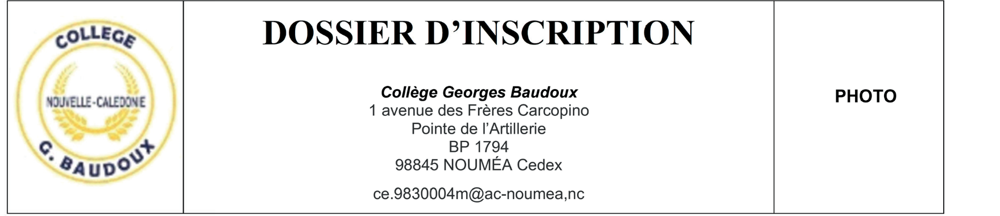 COLLEGE
NOUVELLE-CALEDONIE
G. BAUDOUX
DOSSIER D’INSCRIPTION
Collège Georges Baudoux
1 avenue des Frères Carcopino
Pointe de l’Artillerie
BP 1794
98845 NOUMÉA Cedex
ce.9830004m@ac-noumea,nc
PHOTO